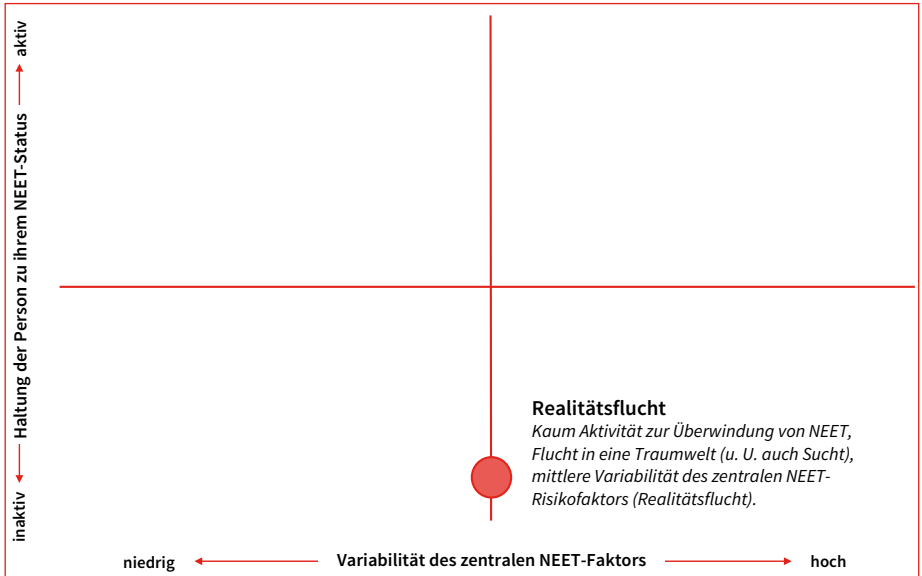 aktiv
Haltung der Person zu ihrem NEET-Status
inaktiv
Realitätsflucht
Kaum Aktivität zur Überwindung von NEET,
Flucht in eine Traumwelt (u. U. auch Sucht),
mittlere Variabilität des zentralen NEET-
Risikofaktors (Realitätsflucht).
niedrig
Variabilität des zentralen NEET-Faktors
hoch